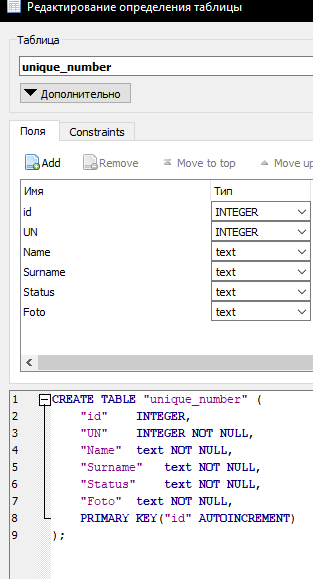 Редактирование определения таблицы
Таблица
unique_number
Дополнительно
Поля Constraints
Add Remove Move to top Move up
Имя Тип
id INTEGER
UN INTEGER
Name text
Surname text
Status text
Foto text
1 CREATE TABLE "unique_number" (
2 "id" INTEGER,
3 "UN" INTEGER NOT NULL,
4 "Name" text NOT NULL,
5 "Surname" text NOT NULL,
6 "Status" text NOT NULL,
7 "Foto" text NOT NULL,
8 PRIMARY KEY("id" AUTOINCREMENT)
9 );